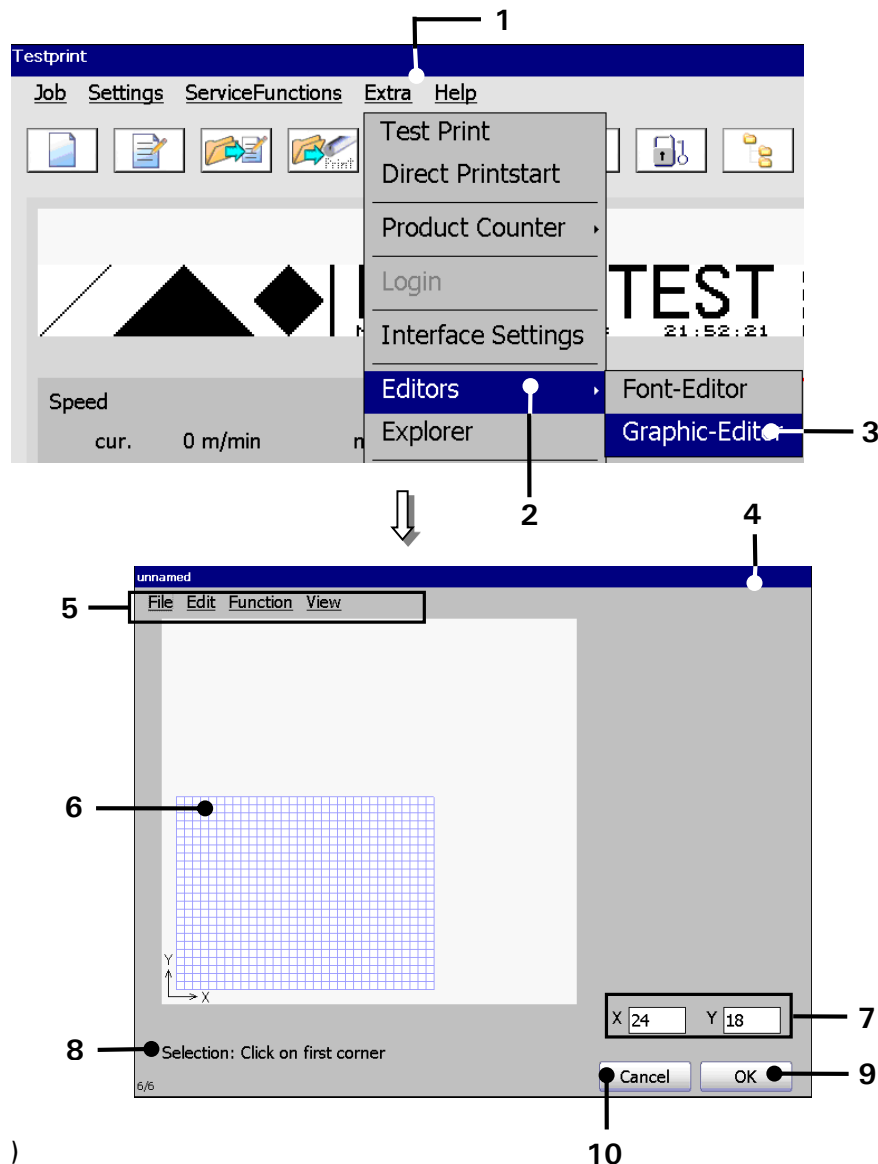 1
Testprint
Job Settings ServiceFunctions Extra Help
Print
Test Print
Direct Printstart
Product Counter
Login
Interface Settings
Editors
Explorer
Font-Editor
Graphic-Editor
TEST
21:52:21
Speed
cur. 0 m/min
3
2
4
unnamed
5
File Edit Function View
6
Y
X
X 24 Y 18
7
8
Selection: Click on first corner
6/6
Cancel OK
9
)
10